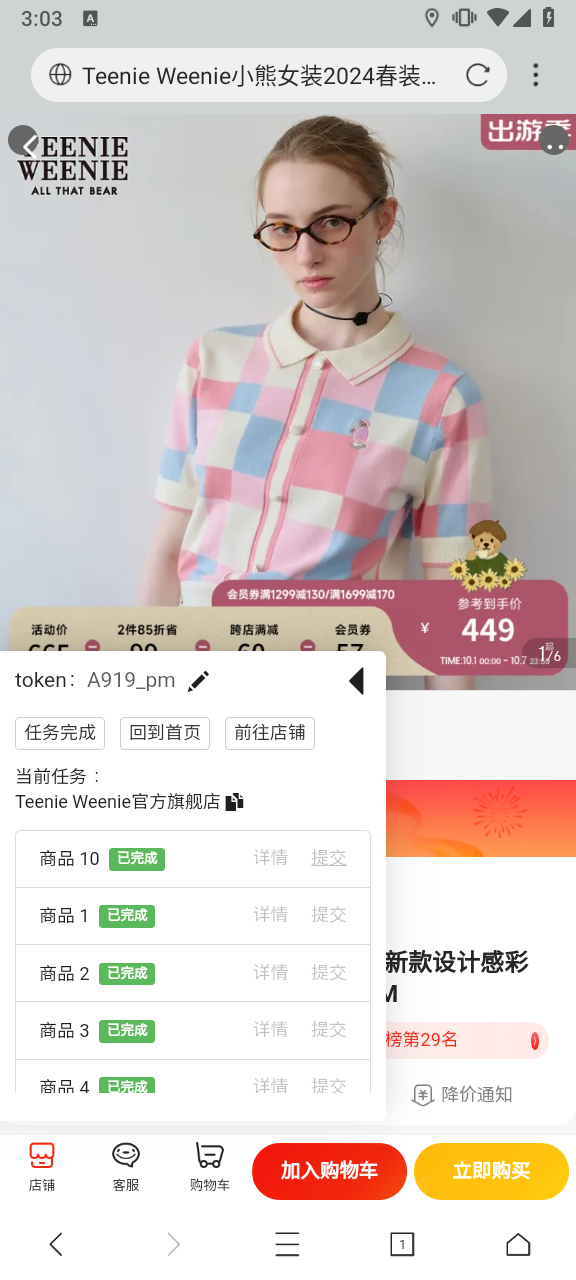 3:03
A
Teenie Weenie小熊女装2024春装…
出游季
TEENIE
WEENIE
ALL THAT BEAR
会员券满1299减130/满1699减170
活动价
2件85折省
跨店满减
会员券
参考到手价
¥ 449 起
TIME:10.1 00:00 – 10.7 23:59
1/6
token： A919_pm
任务完成
回到首页
前往店铺
当前任务：
Teenie Weenie官方旗舰店
商品 10 已完成 详情 提交
商品 1 已完成 详情 提交
商品 2 已完成 详情 提交
商品 3 已完成 详情 提交
商品 4 已完成 详情 提交
新款设计感彩
M
榜第29名
降价通知
店铺
客服
购物车
加入购物车
立即购买
1